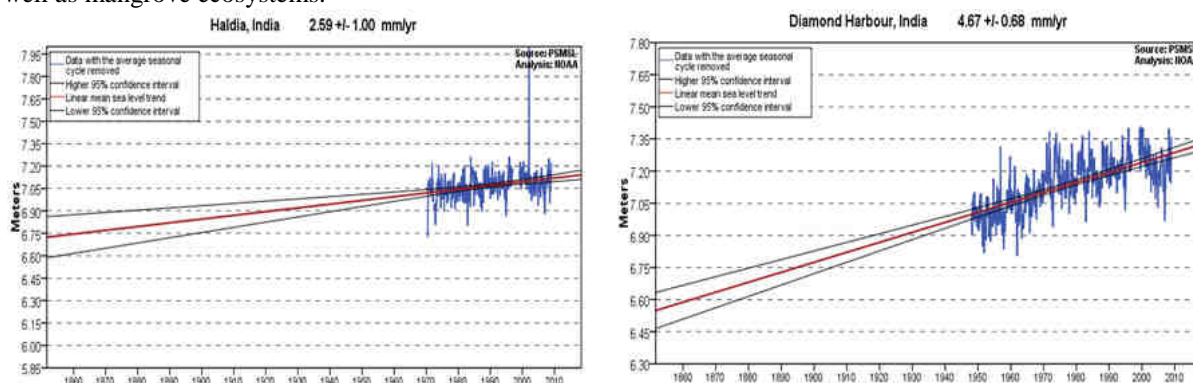 well as mangrove ecosystems.
Haldia, India 2.59 +/- 1.00 mm/yr
Source: PSMSL
Analysis: NOAA
Data with the average seasonal
cycle removed
Higher 95% confidence interval
Linear mean sea level trend
Lower 95% confidence interval
Meters
7.95
7.80
7.65
7.50
7.35
7.20
7.05
6.90
6.75
6.60
6.45
6.30
6.15
6.00
5.85
1860 1870 1880 1890 1900 1910 1920 1930 1940 1950 1960 1970 1980 1990 2000 2010
Diamond Harbour, India 4.67 +/- 0.68 mm/yr
Source: PSMS
Analysis: NOA
Data with the average seasonal
cycle removed
Higher 95% confidence interval
Linear mean sea level trend
Lower 95% confidence interval
Meters
7.80
7.65
7.50
7.35
7.20
7.05
6.90
6.75
6.60
6.45
6.30
1860 1870 1880 1890 1900 1910 1920 1930 1940 1950 1960 1970 1980 1990 2000 2010